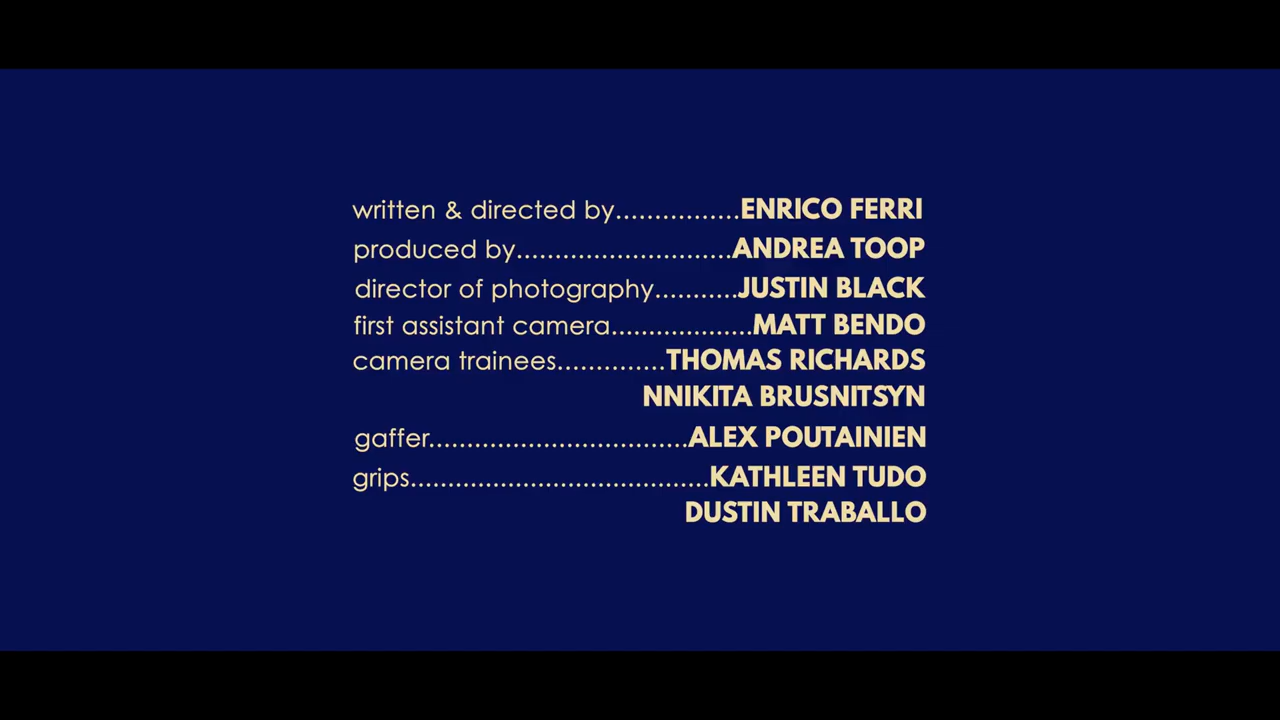 written & directed by................ENRICO FERRI
produced by............................ANDREA TOOP
director of photography...........JUSTIN BLACK
first assistant camera...................MATT BENDO
camera trainees..............THOMAS RICHARDS
NNIKITA BRUSNITSYN
gaffer..................................ALEX POUTAINIEN
grips.......................................KATHLEEN TUDO
DUSTIN TRABALLO